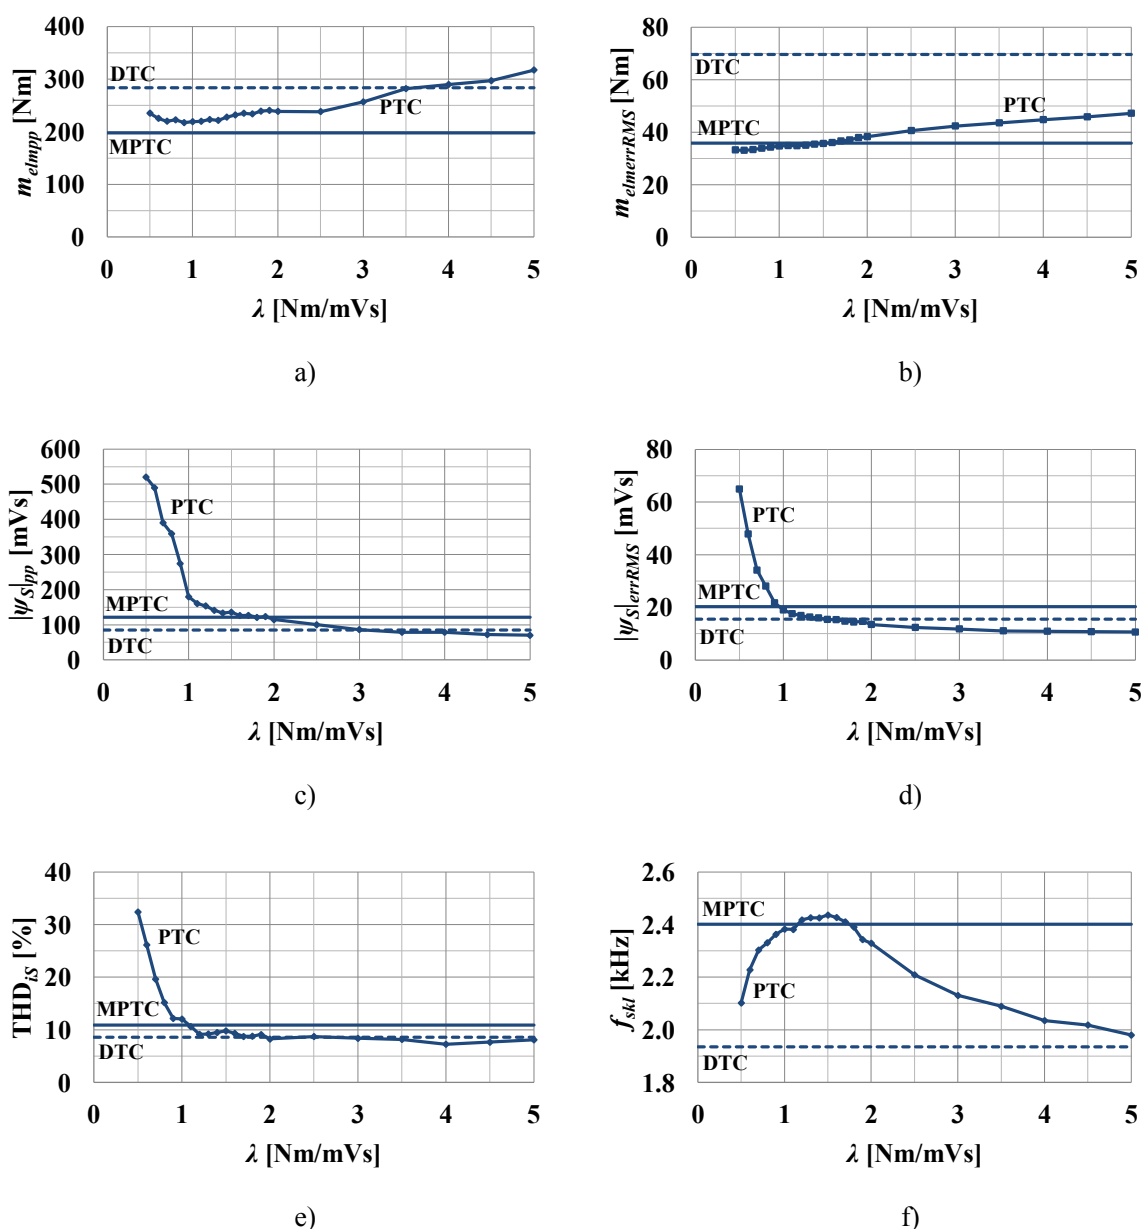 400
300
200
100
0
m_elmpp [Nm]
DTC
PTC
MPTC
0 1 2 3 4 5
λ [Nm/mVs]
a)
80
60
40
20
0
m_elmerrRMS [Nm]
DTC
PTC
MPTC
0 1 2 3 4 5
λ [Nm/mVs]
b)
600
500
400
300
200
100
0
|ψS|pp [mVs]
PTC
MPTC
DTC
0 1 2 3 4 5
λ [Nm/mVs]
c)
80
60
40
20
0
|ψS|errRMS [mVs]
PTC
MPTC
DTC
0 1 2 3 4 5
λ [Nm/mVs]
d)
40
30
20
10
0
THD_iS [%]
PTC
MPTC
DTC
0 1 2 3 4 5
λ [Nm/mVs]
e)
2.6
2.4
2.2
2.0
1.8
f_skl [kHz]
MPTC
PTC
DTC
0 1 2 3 4 5
λ [Nm/mVs]
f)